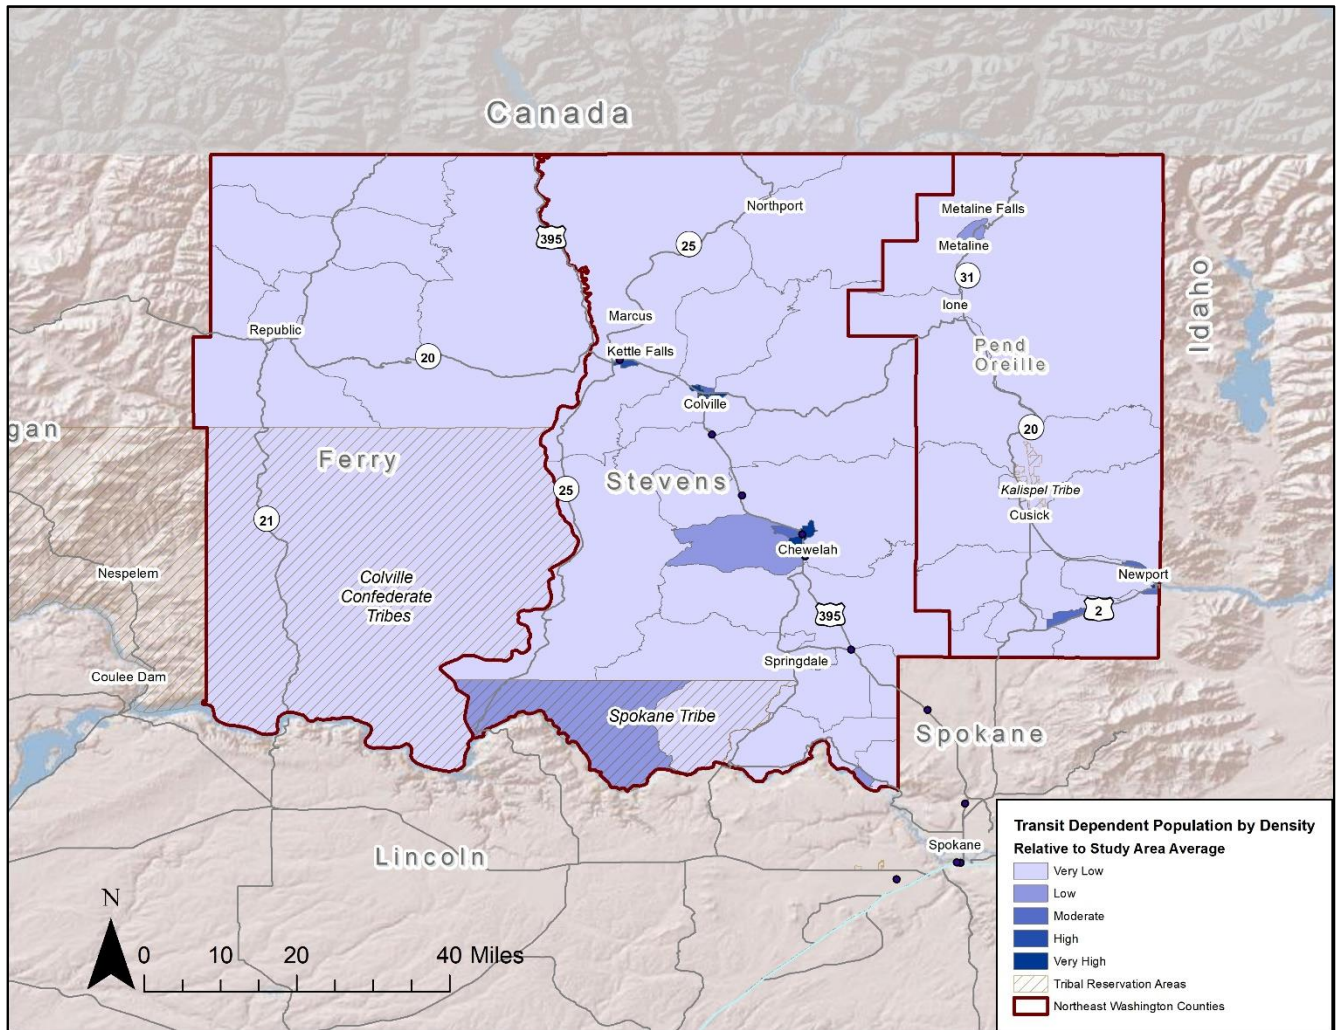 Canada
Northport
Metaline Falls
395
25
Metaline
31
Idaho
Ione
Marcus
Republic
Kettle Falls
Pend
Oreille
20
Colville
gan
20
Ferry
Stevens
25
Kalispel Tribe
21
Cusick
Chewelah
Nespelem
Colville
Confederate
Tribes
Newport
2
395
Springdale
Coulee Dam
Spokane Tribe
Spokane
Lincoln
Spokane
N
0 10 20 40 Miles
Transit Dependent Population by Density
Relative to Study Area Average
Very Low
Low
Moderate
High
Very High
Tribal Reservation Areas
Northeast Washington Counties